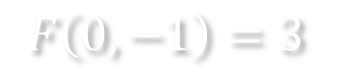 F(0,−1) = 3